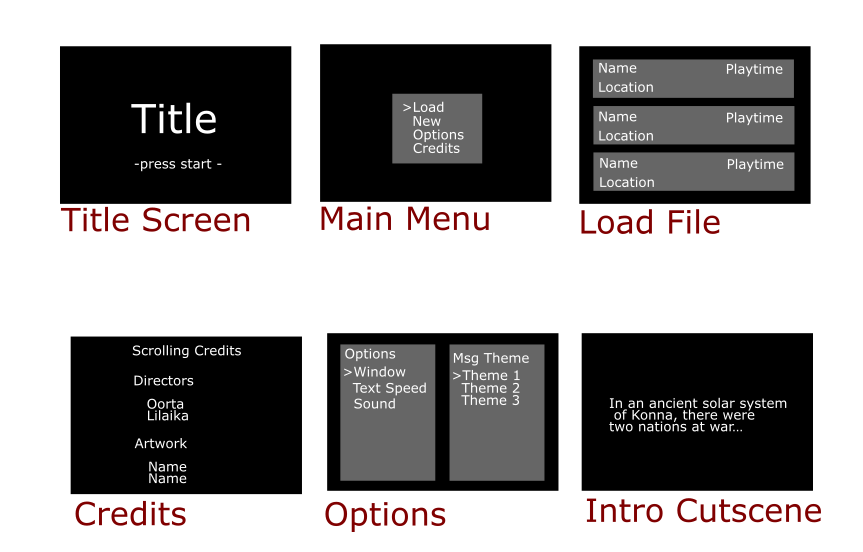 Title
-press start -
Title Screen
>Load
New
Options
Credits
Main Menu
Name Playtime
Location
Name Playtime
Location
Name Playtime
Location
Load File
Scrolling Credits
Directors
Oorta
Lilaika
Artwork
Name
Name
Credits
Options
>Window
Text Speed
Sound
Msg Theme
>Theme 1
Theme 2
Theme 3
Options
In an ancient solar system
of Konna, there were
two nations at war...
Intro Cutscene